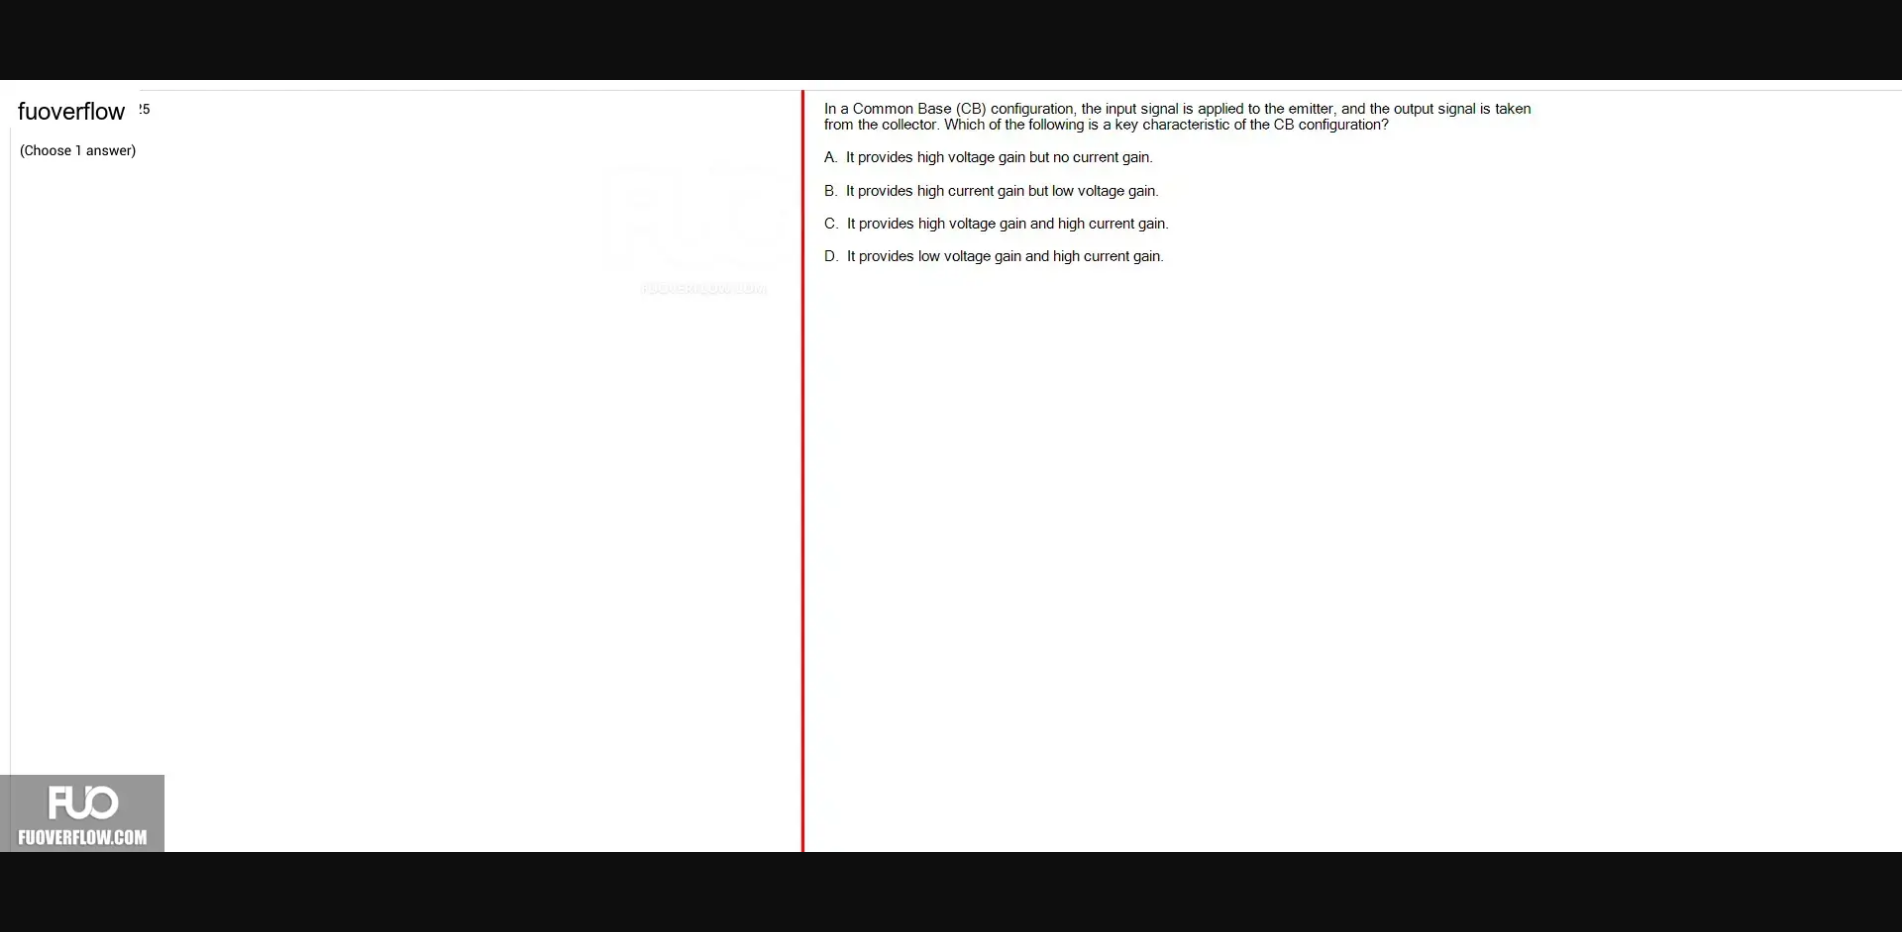 fuoverflow
25
(Choose 1 answer)
In a Common Base (CB) configuration, the input signal is applied to the emitter, and the output signal is taken
from the collector. Which of the following is a key characteristic of the CB configuration?
A. It provides high voltage gain but no current gain.
B. It provides high current gain but low voltage gain.
C. It provides high voltage gain and high current gain.
D. It provides low voltage gain and high current gain.
FUOVERFLOW.COM
FUO
FUOVERFLOW.COM